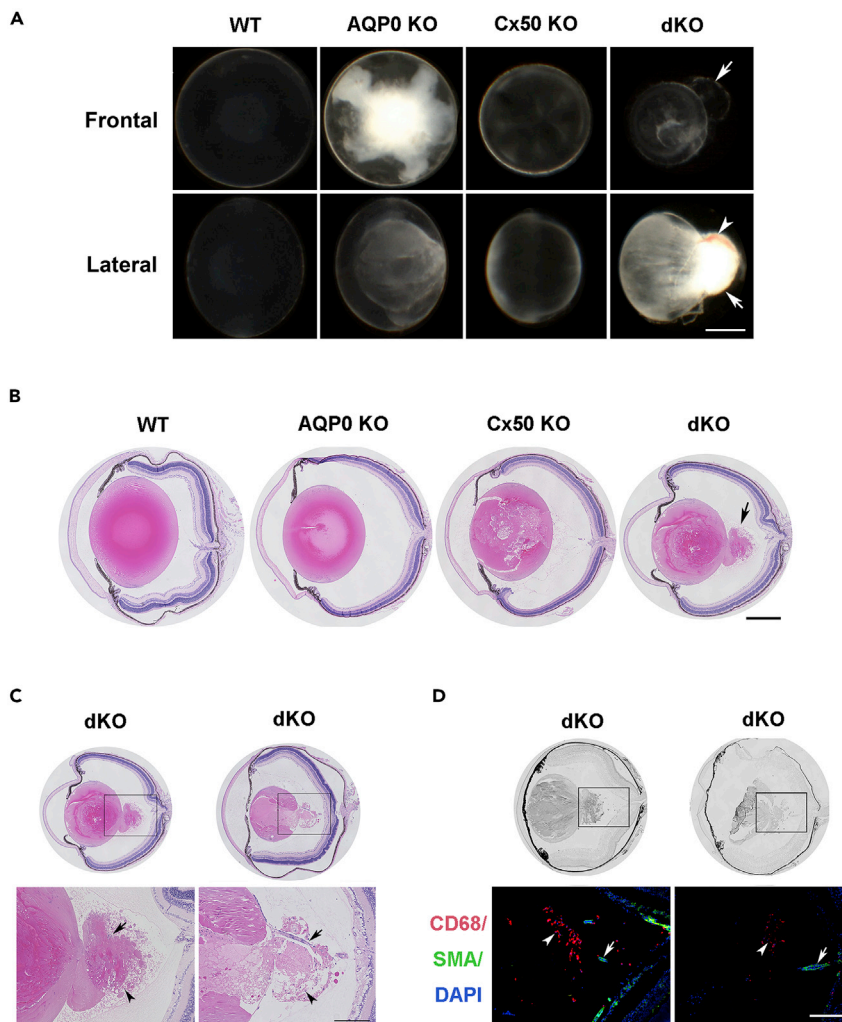 A
WT AQP0 KO Cx50 KO dKO
Frontal
Lateral
B
WT AQP0 KO Cx50 KO dKO
C
dKO dKO
D
dKO dKO
CD68/
SMA/
DAPI